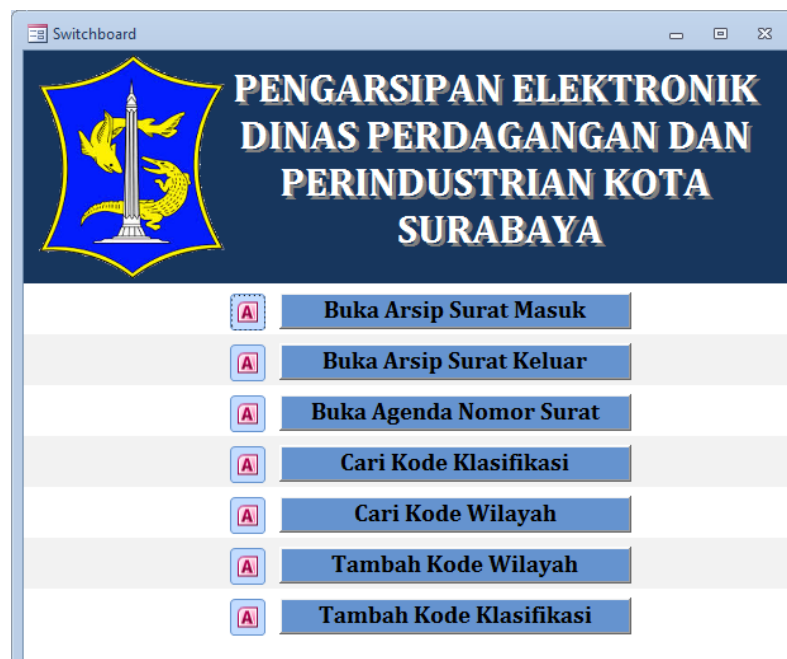 Switchboard
PENGARSIPAN ELEKTRONIK
DINAS PERDAGANGAN DAN
PERINDUSTRIAN KOTA
SURABAYA
A Buka Arsip Surat Masuk
A Buka Arsip Surat Keluar
A Buka Agenda Nomor Surat
A Cari Kode Klasifikasi
A Cari Kode Wilayah
A Tambah Kode Wilayah
A Tambah Kode Klasifikasi